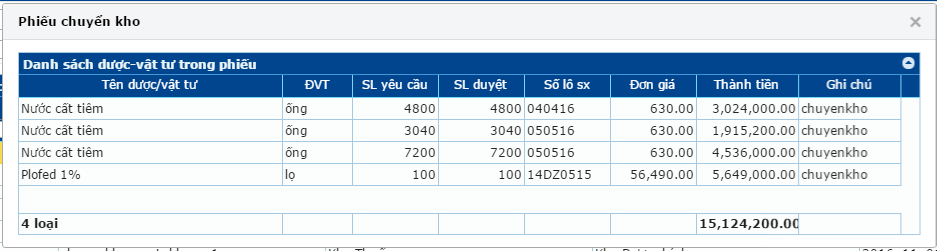 Phiếu chuyển kho
Danh sách dược-vật tư trong phiếu
Tên dược/vật tư ĐVT SL yêu cầu SL duyệt Số lô sx Đơn giá Thành tiền Ghi chú
Nước cất tiêm ống 4800 4800 040416 630.00 3,024,000.00 chuyenkho
Nước cất tiêm ống 3040 3040 050516 630.00 1,915,200.00 chuyenkho
Nước cất tiêm ống 7200 7200 050516 630.00 4,536,000.00 chuyenkho
Plofed 1% lọ 100 100 14DZ0515 56,490.00 5,649,000.00 chuyenkho
4 loại 15,124,200.00